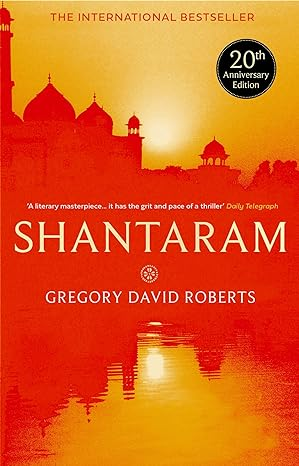 THE INTERNATIONAL BESTSELLER
20th
Anniversary
Edition
'A literary masterpiece... it has the grit and pace of a thriller' Daily Telegraph
SHANTARAM
GREGORY DAVID ROBERTS